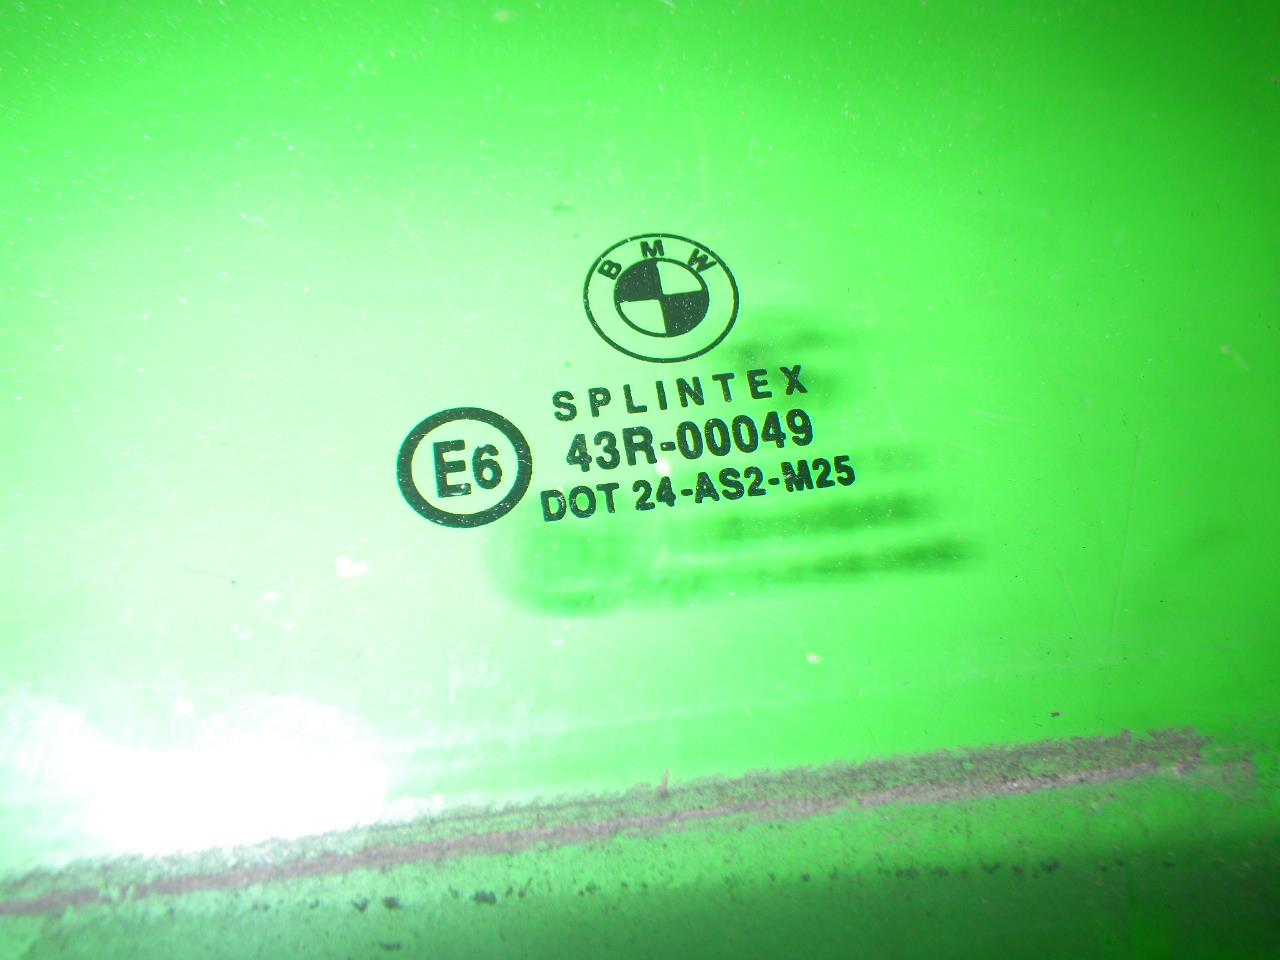 BMW
SPLINTEX
E6
43R-00049
DOT 24-AS2-M25